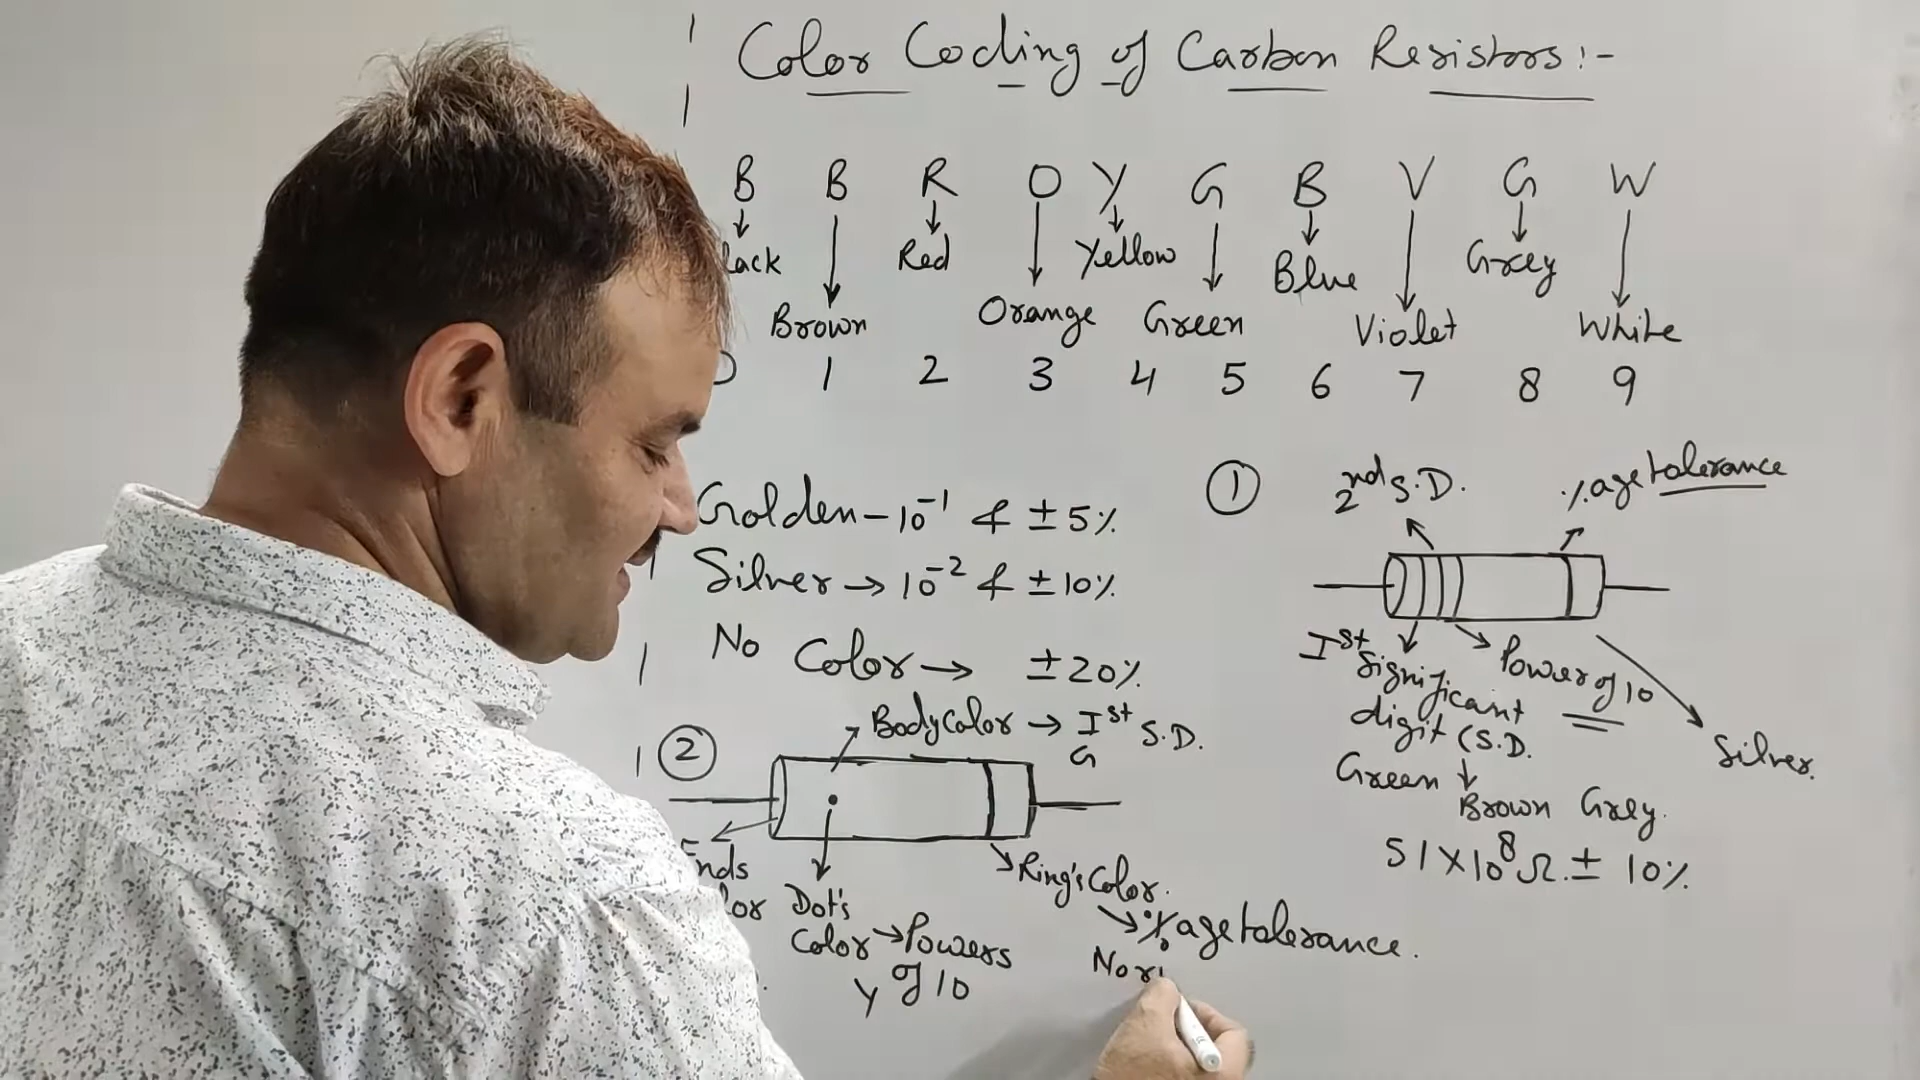 Color Coding of Carbon Resistors:-
B B R O Y G B V G W
lack Brown Red Orange Yellow Green Blue Violet Grey White
1 2 3 4 5 6 7 8 9
Golden - 10⁻¹ & ±5%
Silver → 10⁻² & ±10%
No Color → ±20%
① 2nd S.D. %age tolerance
Ist Significant digit (S.D.
Power of 10
Silver.
Green Brown Grey.
51 × 10⁸ Ω ± 10%
② Body Color → Ist S.D.
G
Ends
lor
Dot's Color → Powers of 10
Y
Ring's Color.
→ %age tolerance.
No